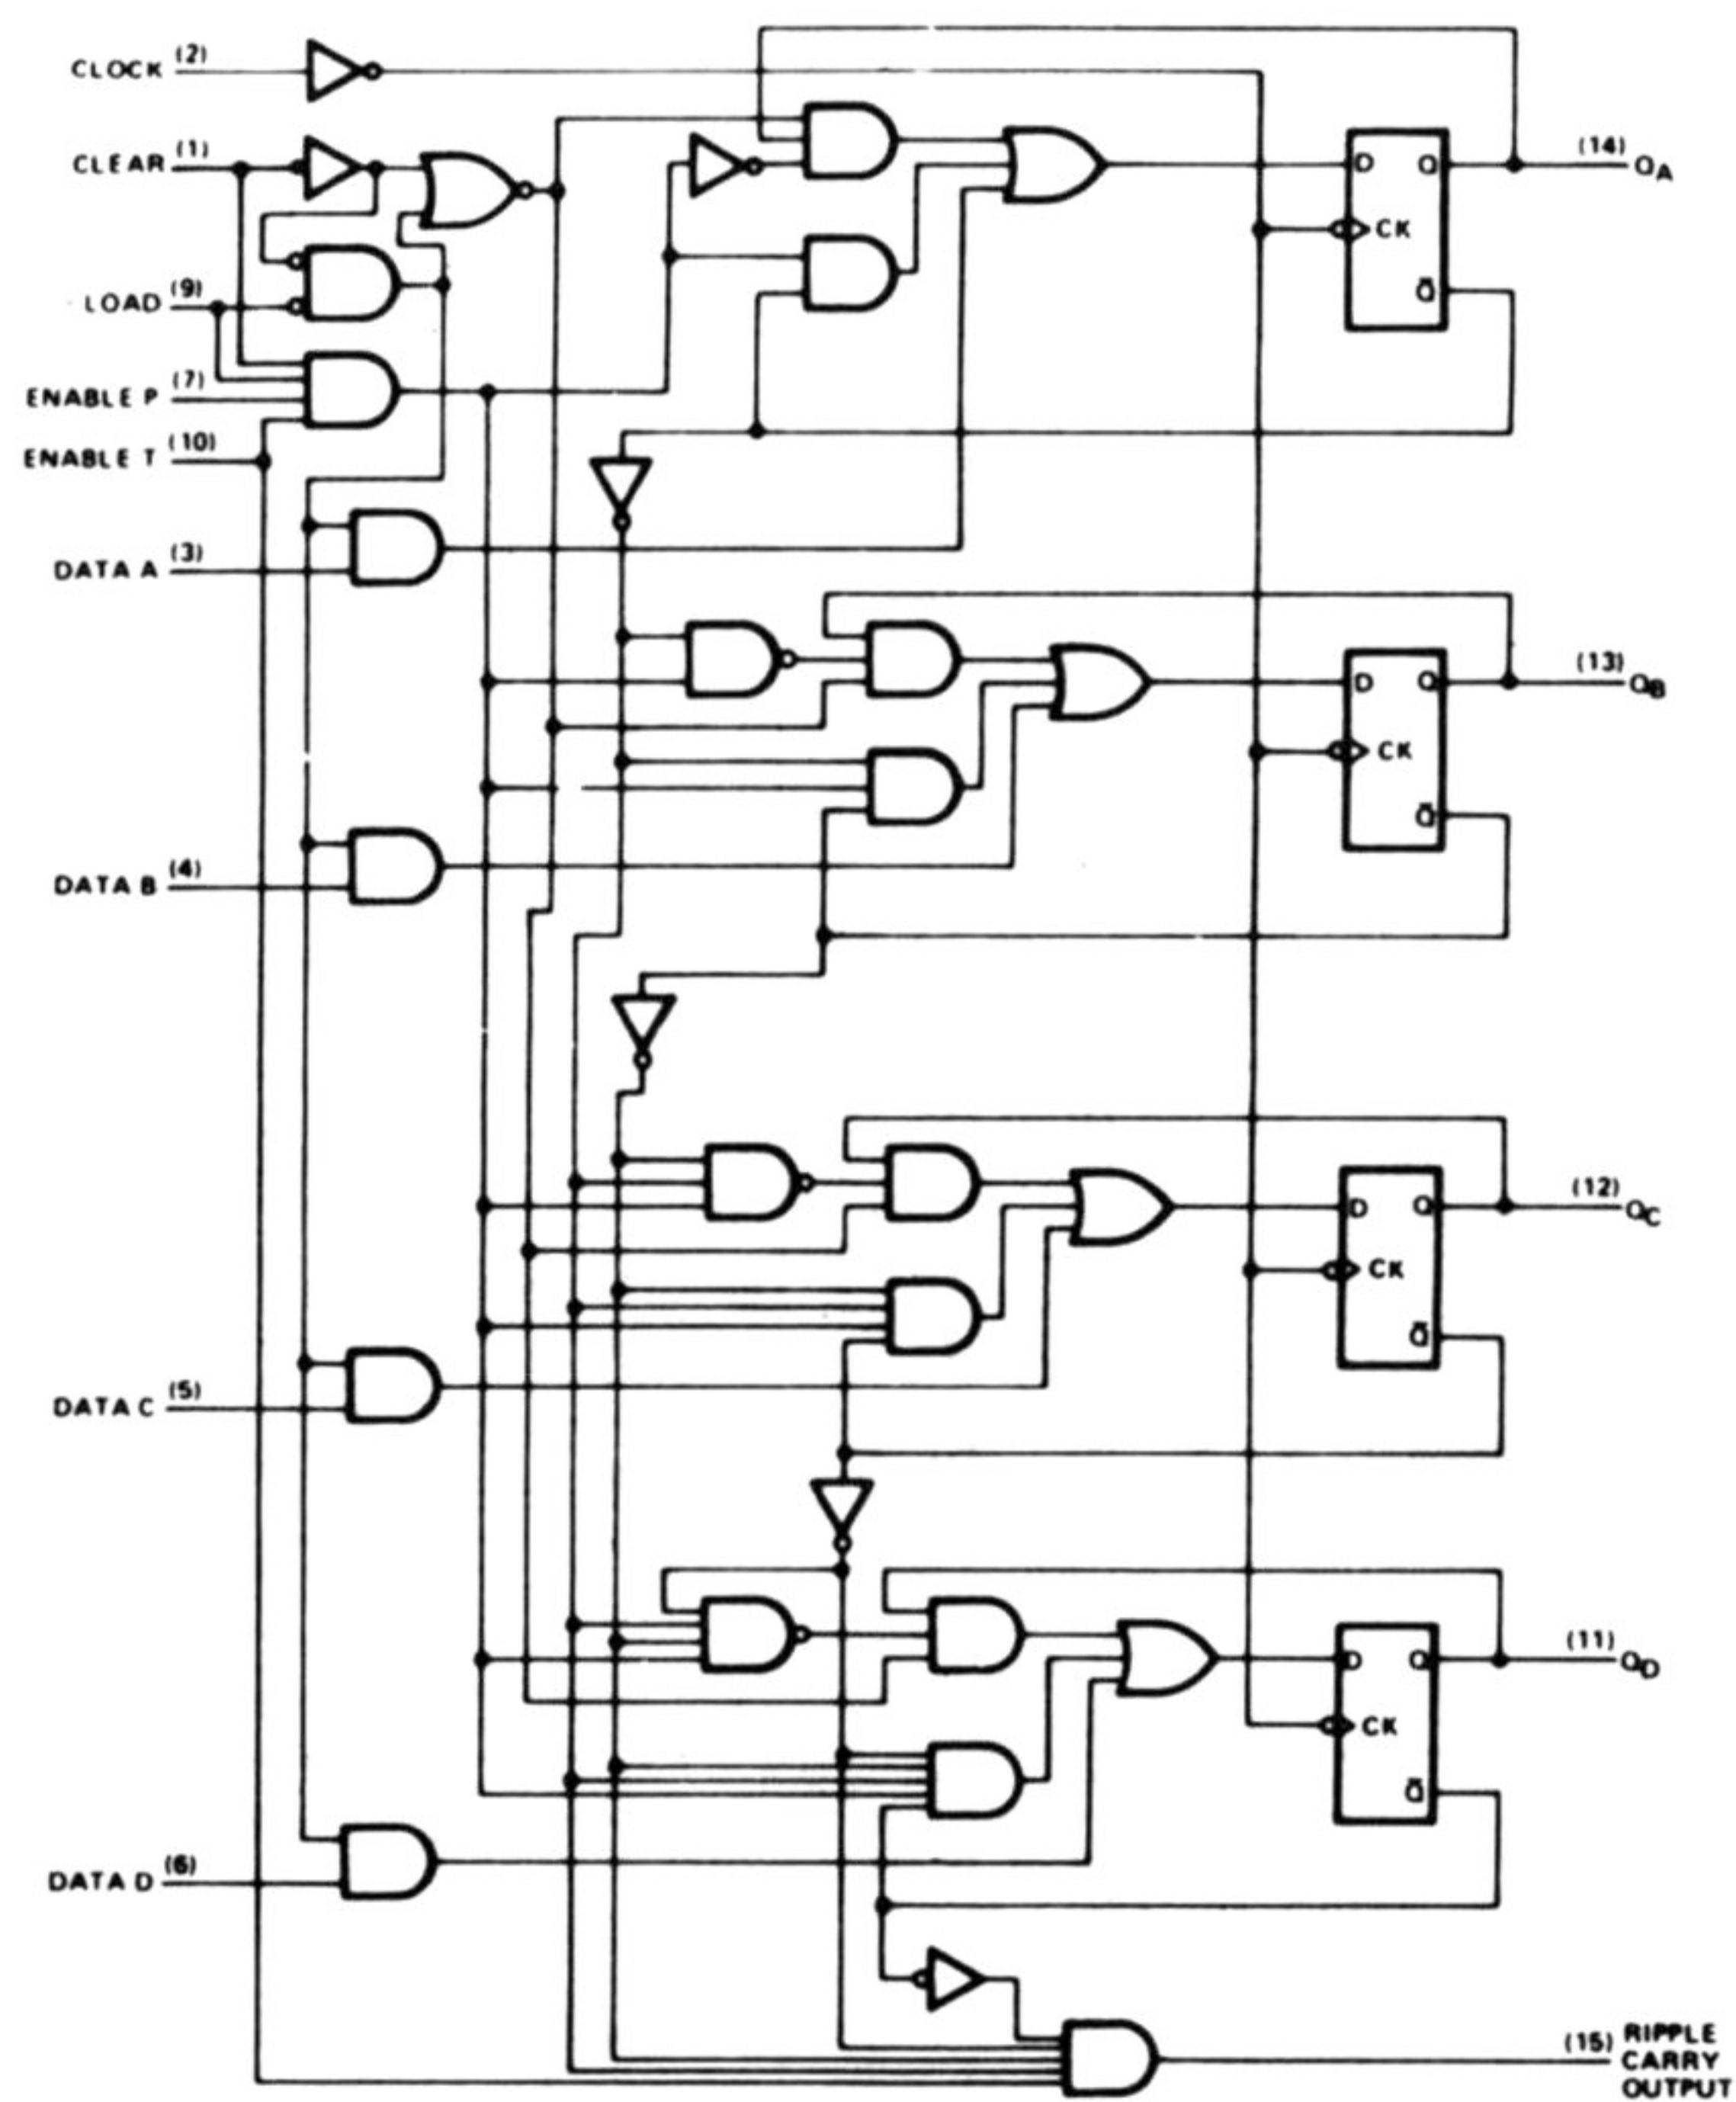 CLOCK (2)
CLEAR (1)
LOAD (9)
ENABLE P (7)
ENABLE T (10)
DATA A (3)
DATA B (4)
DATA C (5)
DATA D (6)
D Q (14) QA
CK
Q̅
D Q (13) QB
CK
Q̅
D Q (12) QC
CK
Q̅
D Q (11) QD
CK
Q̅
(15) RIPPLE
CARRY
OUTPUT